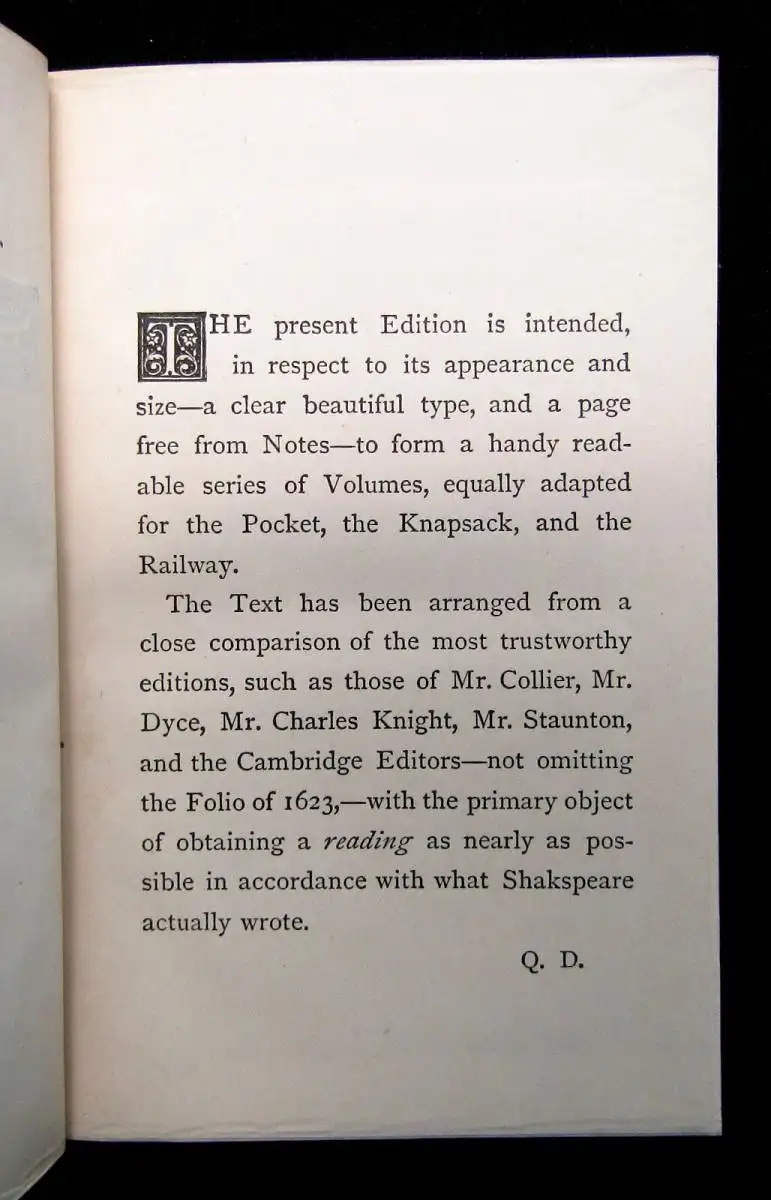 THE present Edition is intended,
in respect to its appearance and
size—a clear beautiful type, and a page
free from Notes—to form a handy read-
able series of Volumes, equally adapted
for the Pocket, the Knapsack, and the
Railway.
The Text has been arranged from a
close comparison of the most trustworthy
editions, such as those of Mr. Collier, Mr.
Dyce, Mr. Charles Knight, Mr. Staunton,
and the Cambridge Editors—not omitting
the Folio of 1623,—with the primary object
of obtaining a reading as nearly as pos-
sible in accordance with what Shakspeare
actually wrote.
Q. D.